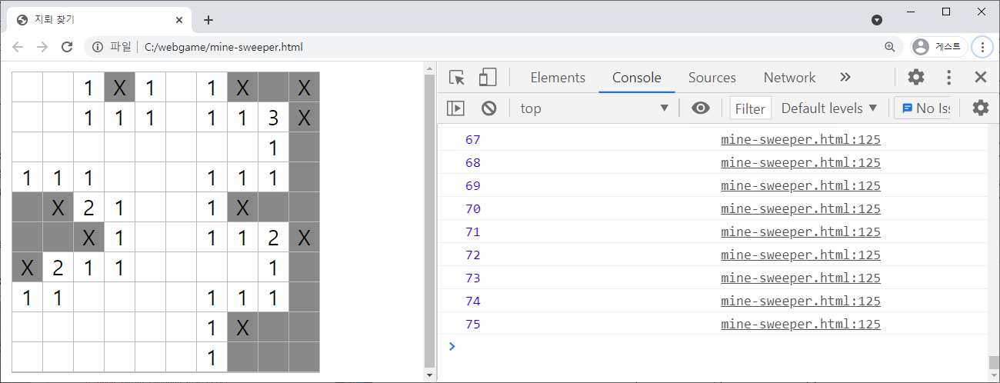 지뢰 찾기
파일 C:/webgame/mine-sweeper.html 게스트
1 X 1 1 X X
1 1 1 1 1 3 X
1
1 1 1 1 1 1
X 2 1 1 X
X 1 1 1 2 X
X 2 1 1 1
1 1 1 1 1
1 X
1
Elements Console Sources Network
top Filter Default levels No Iss
67 mine-sweeper.html:125
68 mine-sweeper.html:125
69 mine-sweeper.html:125
70 mine-sweeper.html:125
71 mine-sweeper.html:125
72 mine-sweeper.html:125
73 mine-sweeper.html:125
74 mine-sweeper.html:125
75 mine-sweeper.html:125